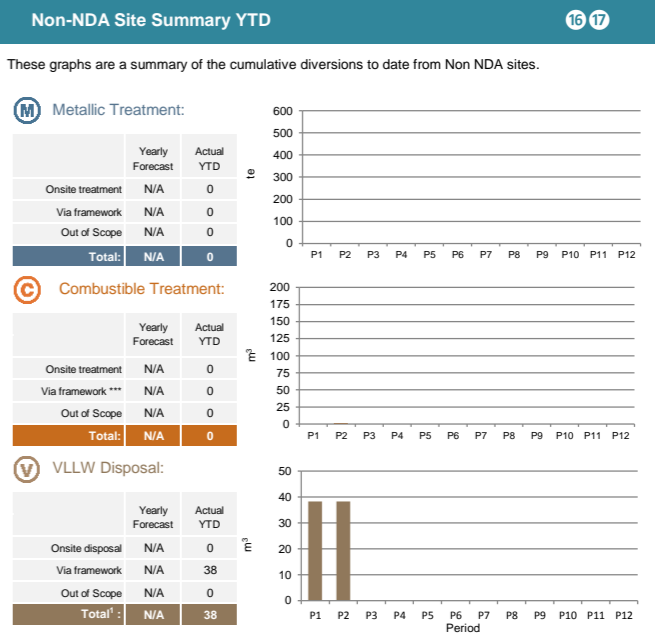 Non-NDA Site Summary YTD
16 17
These graphs are a summary of the cumulative diversions to date from Non NDA sites.
M Metallic Treatment:
Yearly Forecast Actual YTD
Onsite treatment N/A 0
Via framework N/A 0
Out of Scope N/A 0
Total: N/A 0
te
600
500
400
300
200
100
0
P1 P2 P3 P4 P5 P6 P7 P8 P9 P10 P11 P12
C Combustible Treatment:
Yearly Forecast Actual YTD
Onsite treatment N/A 0
Via framework *** N/A 0
Out of Scope N/A 0
Total: N/A 0
m³
200
175
150
125
100
75
50
25
0
P1 P2 P3 P4 P5 P6 P7 P8 P9 P10 P11 P12
V VLLW Disposal:
Yearly Forecast Actual YTD
Onsite disposal N/A 0
Via framework N/A 38
Out of Scope N/A 0
Total¹ : N/A 38
m³
50
40
30
20
10
0
P1 P2 P3 P4 P5 P6 P7 P8 P9 P10 P11 P12
Period